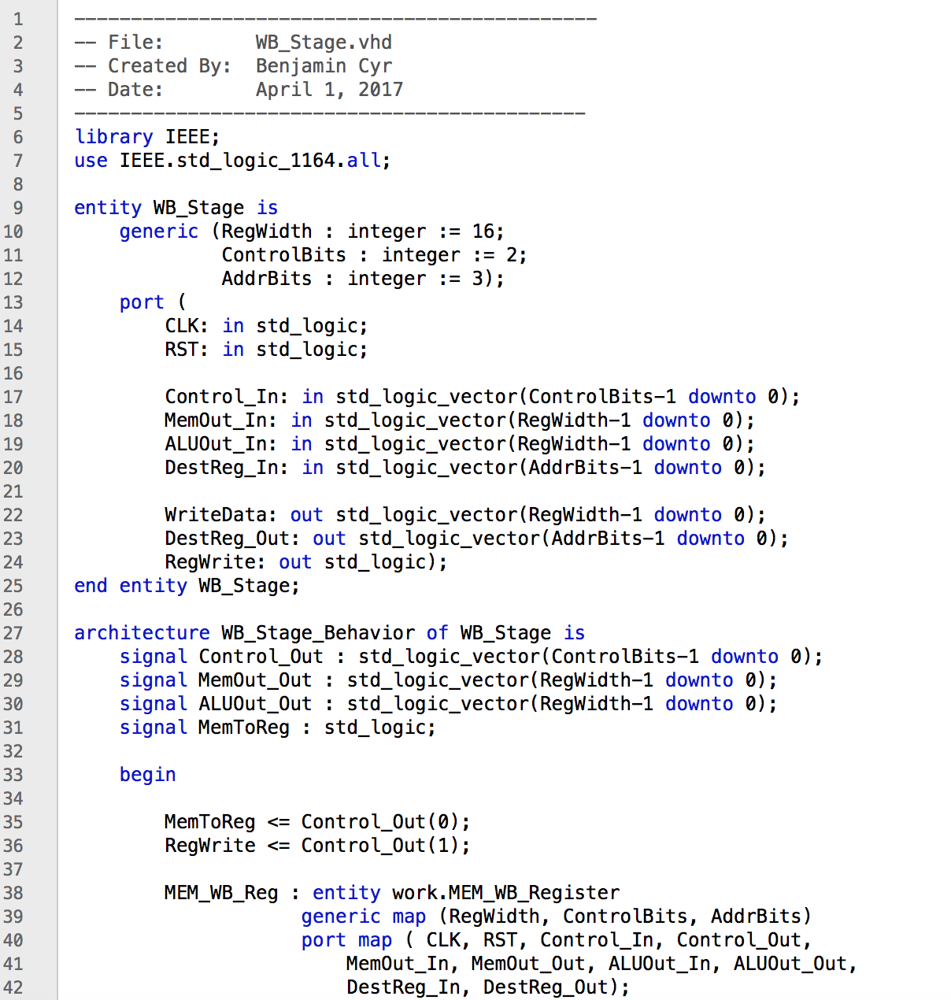 1 ----------------------------------------------
2 -- File:        WB_Stage.vhd
3 -- Created By:  Benjamin Cyr
4 -- Date:        April 1, 2017
5 ---------------------------------------------
6 library IEEE;
7 use IEEE.std_logic_1164.all;
8
9 entity WB_Stage is
10     generic (RegWidth : integer := 16;
11              ControlBits : integer := 2;
12              AddrBits : integer := 3);
13     port (
14         CLK: in std_logic;
15         RST: in std_logic;
16
17         Control_In: in std_logic_vector(ControlBits-1 downto 0);
18         MemOut_In: in std_logic_vector(RegWidth-1 downto 0);
19         ALUOut_In: in std_logic_vector(RegWidth-1 downto 0);
20         DestReg_In: in std_logic_vector(AddrBits-1 downto 0);
21
22         WriteData: out std_logic_vector(RegWidth-1 downto 0);
23         DestReg_Out: out std_logic_vector(AddrBits-1 downto 0);
24         RegWrite: out std_logic);
25 end entity WB_Stage;
26
27 architecture WB_Stage_Behavior of WB_Stage is
28     signal Control_Out : std_logic_vector(ControlBits-1 downto 0);
29     signal MemOut_Out : std_logic_vector(RegWidth-1 downto 0);
30     signal ALUOut_Out : std_logic_vector(RegWidth-1 downto 0);
31     signal MemToReg : std_logic;
32
33     begin
34
35         MemToReg <= Control_Out(0);
36         RegWrite <= Control_Out(1);
37
38         MEM_WB_Reg : entity work.MEM_WB_Register
39                     generic map (RegWidth, ControlBits, AddrBits)
40                     port map ( CLK, RST, Control_In, Control_Out,
41                         MemOut_In, MemOut_Out, ALUOut_In, ALUOut_Out,
42                         DestReg_In, DestReg_Out);